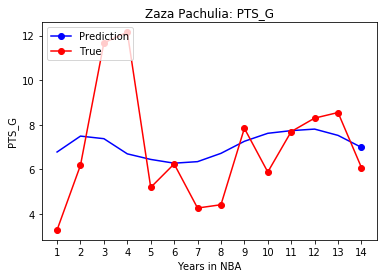 Zaza Pachulia: PTS_G
Prediction
True
12
10
8
6
4
PTS_G
1 2 3 4 5 6 7 8 9 10 11 12 13 14
Years in NBA